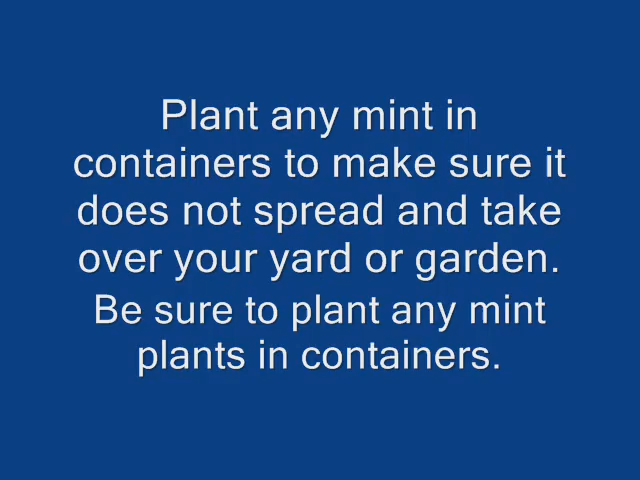 Plant any mint in
containers to make sure it
does not spread and take
over your yard or garden.
Be sure to plant any mint
plants in containers.